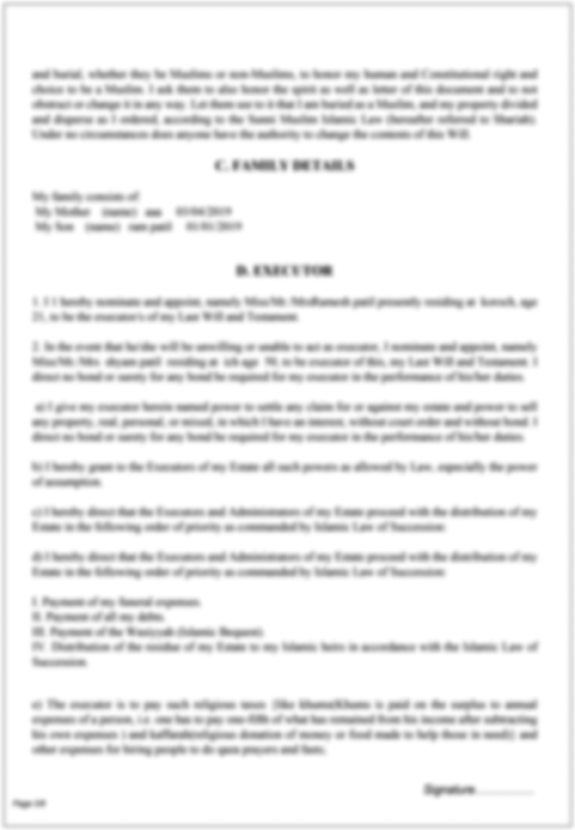 and burial, whether they be Muslims or non-Muslims, to honor my human and Constitutional right and
choice to be a Muslim. I ask them to also honor the spirit as well as letter of this document and to not
obstruct or change it in any way. Let them see to it that I am buried as a Muslim, and my property divided
and disperse as I ordered, according to the Sunni Muslim Islamic Law (hereafter referred to Shariah).
Under no circumstances does anyone have the authority to change the contents of this Will.
C. FAMILY DETAILS
My family consists of
My Mother (name) aaa 03/04/2019
My Son (name) ram patil 01/01/2019
D. EXECUTOR
1. I hereby nominate and appoint, namely Miss/Mr./MrsRamesh patil presently residing at age
21, to be the executor's of my Last Will and Testament.
2. In the event that he/she will be unwilling or unable to act as executor, I nominate and appoint, namely
Miss/Mr./Mrs shyam patil residing at age to be executor of this, my Last Will and Testament. I
direct no bond or surety for any bond be required for my executor in the performance of his/her duties.
a) I give my executor herein named power to settle any claim for or against my estate and power to sell
any property, real, personal, or mixed, in which I have an interest, without court order and without bond. I
direct no bond or surety for any bond be required for my executor in the performance of his/her duties.
b) I hereby grant to the Executors of my Estate all such powers as allowed by Law, especially the power
of assumption.
c) I hereby direct that the Executors and Administrators of my Estate proceed with the distribution of my
Estate in the following order of priority as commanded by Islamic Law of Succession:
d) I hereby direct that the Executors and Administrators of my Estate proceed with the distribution of my
Estate in the following order of priority as commanded by Islamic Law of Succession:
I. Payment of my funeral expenses.
II. Payment of all my debts.
III. Payment of the Wasiyyah (Islamic Bequest).
IV. Distribution of the residue of my Estate to my Islamic heirs in accordance with the Islamic Law of
Succession.
e) The executor is to pay such religious taxes {like khums(Khums is paid on the surplus to annual
expenses of a person, i.e. one has to pay one-fifth of what has remained from his income after subtracting
his own expenses ) and kaffarah(religious donation of money or food made to help those in need)} and
other expenses for hiring people to do qaza prayers and fasts;
Signature..................
Page